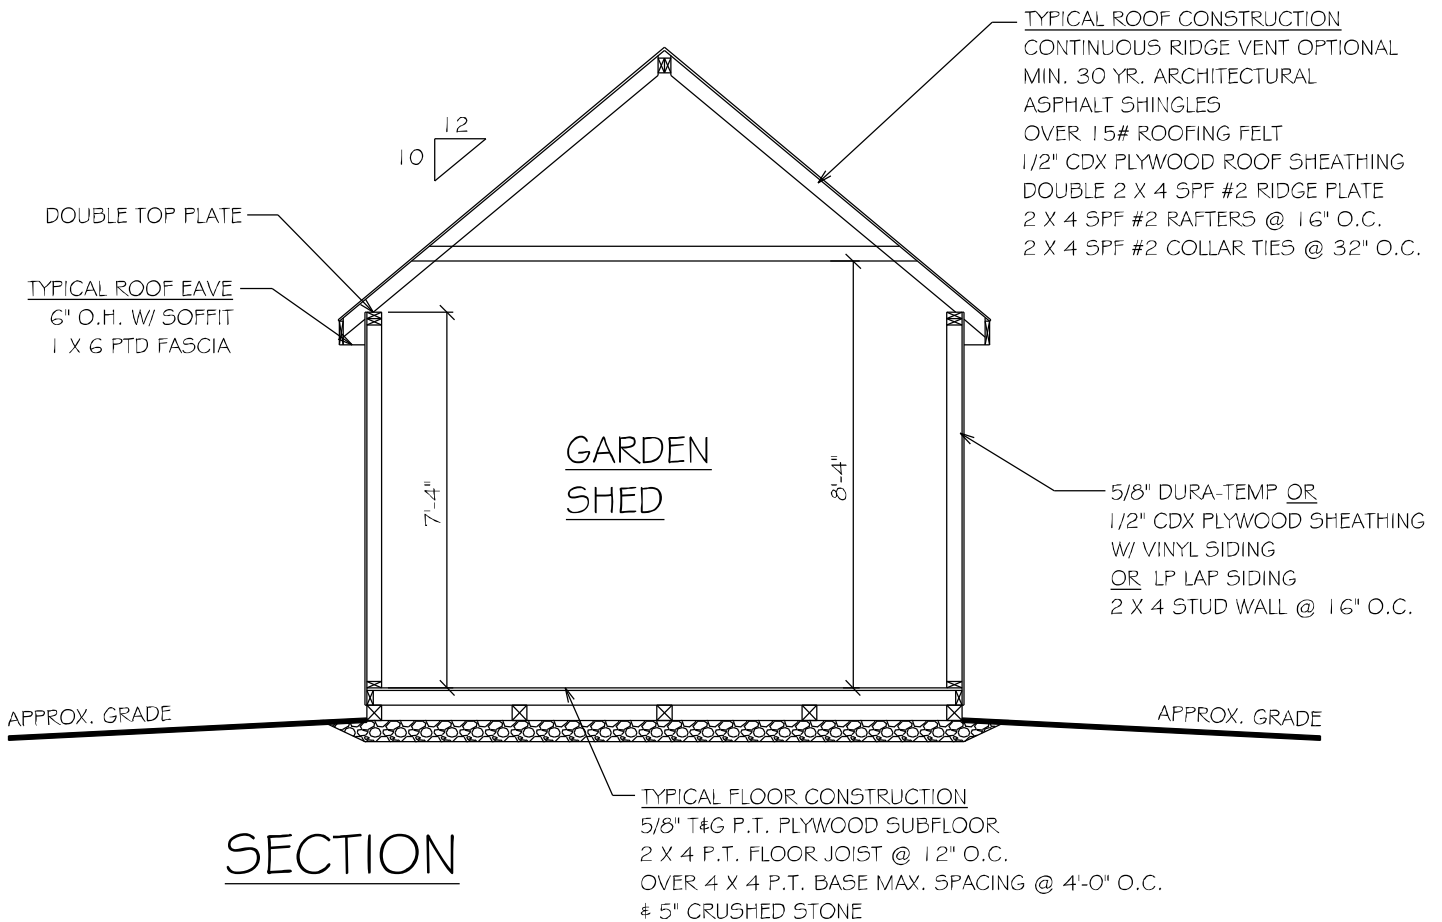 TYPICAL ROOF CONSTRUCTION
CONTINUOUS RIDGE VENT OPTIONAL
MIN. 30 YR. ARCHITECTURAL
ASPHALT SHINGLES
OVER 15# ROOFING FELT
1/2" CDX PLYWOOD ROOF SHEATHING
DOUBLE 2 X 4 SPF #2 RIDGE PLATE
2 X 4 SPF #2 RAFTERS @ 16" O.C.
2 X 4 SPF #2 COLLAR TIES @ 32" O.C.
12
10
DOUBLE TOP PLATE
TYPICAL ROOF EAVE
6" O.H. W/ SOFFIT
1 X 6 PTD FASCIA
GARDEN
SHED
7'-4"
8'-4"
5/8" DURA-TEMP OR
1/2" CDX PLYWOOD SHEATHING
W/ VINYL SIDING
OR LP LAP SIDING
2 X 4 STUD WALL @ 16" O.C.
APPROX. GRADE
APPROX. GRADE
TYPICAL FLOOR CONSTRUCTION
5/8" T&G P.T. PLYWOOD SUBFLOOR
2 X 4 P.T. FLOOR JOIST @ 12" O.C.
OVER 4 X 4 P.T. BASE MAX. SPACING @ 4'-0" O.C.
& 5" CRUSHED STONE
SECTION